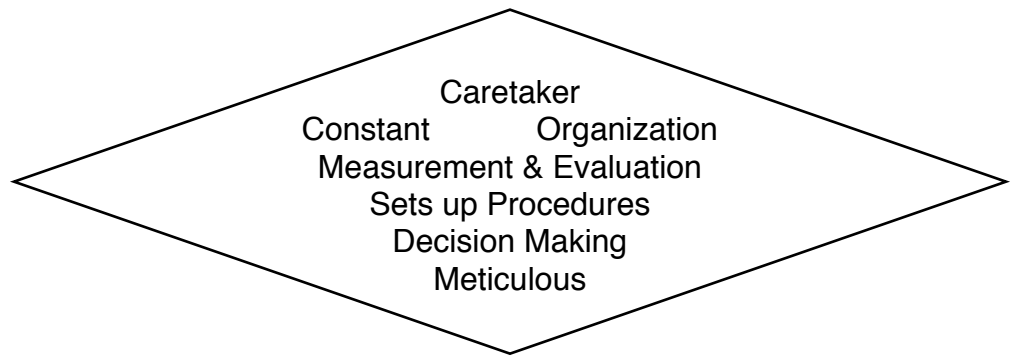 Caretaker
Constant Organization
Measurement & Evaluation
Sets up Procedures
Decision Making
Meticulous